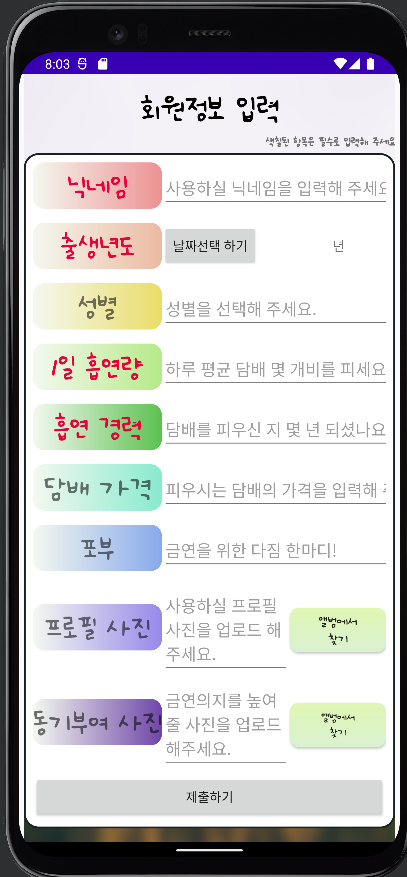 8:03
회원정보 입력
색칠된 항목은 필수로 입력해 주세요
닉네임 사용하실 닉네임을 입력해 주세요
출생년도 날짜선택 하기 년
성별 성별을 선택해 주세요.
1일 흡연량 하루 평균 담배 몇 개비를 피세요
흡연 경력 담배를 피우신 지 몇 년 되셨나요
담배 가격 피우시는 담배의 가격을 입력해
포부 금연을 위한 다짐 한마디!
프로필 사진
사용하실 프로필
사진을 업로드 해
주세요.
앨범에서
찾기
동기부여 사진
금연의지를 높여
줄 사진을 업로드
해주세요.
앨범에서
찾기
제출하기